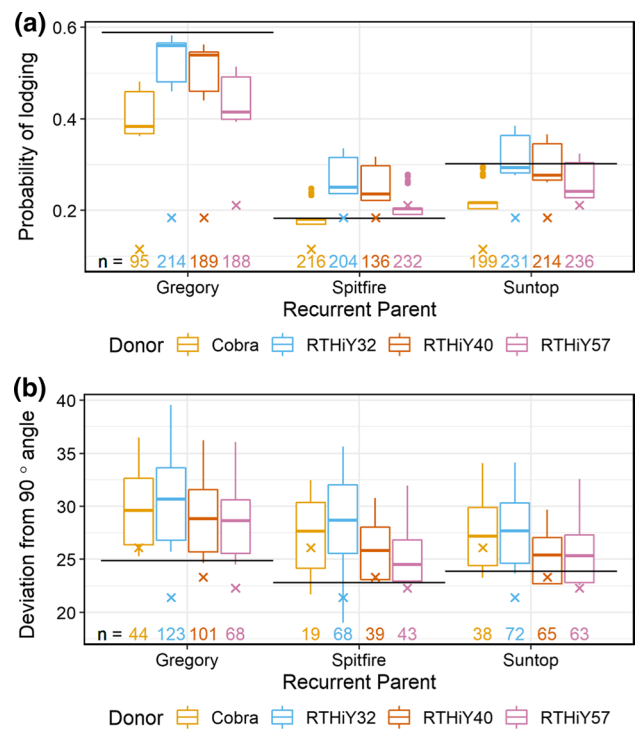 (a)
Probability of lodging
0.6
0.4
0.2
n = 95 214 189 188 216 204 136 232 199 231 214 236
Gregory Spitfire Suntop
Recurrent Parent
Donor Cobra RTHiY32 RTHiY40 RTHiY57
(b)
Deviation from 90 ° angle
40
35
30
25
20
n = 44 123 101 68 19 68 39 43 38 72 65 63
Gregory Spitfire Suntop
Recurrent Parent
Donor Cobra RTHiY32 RTHiY40 RTHiY57